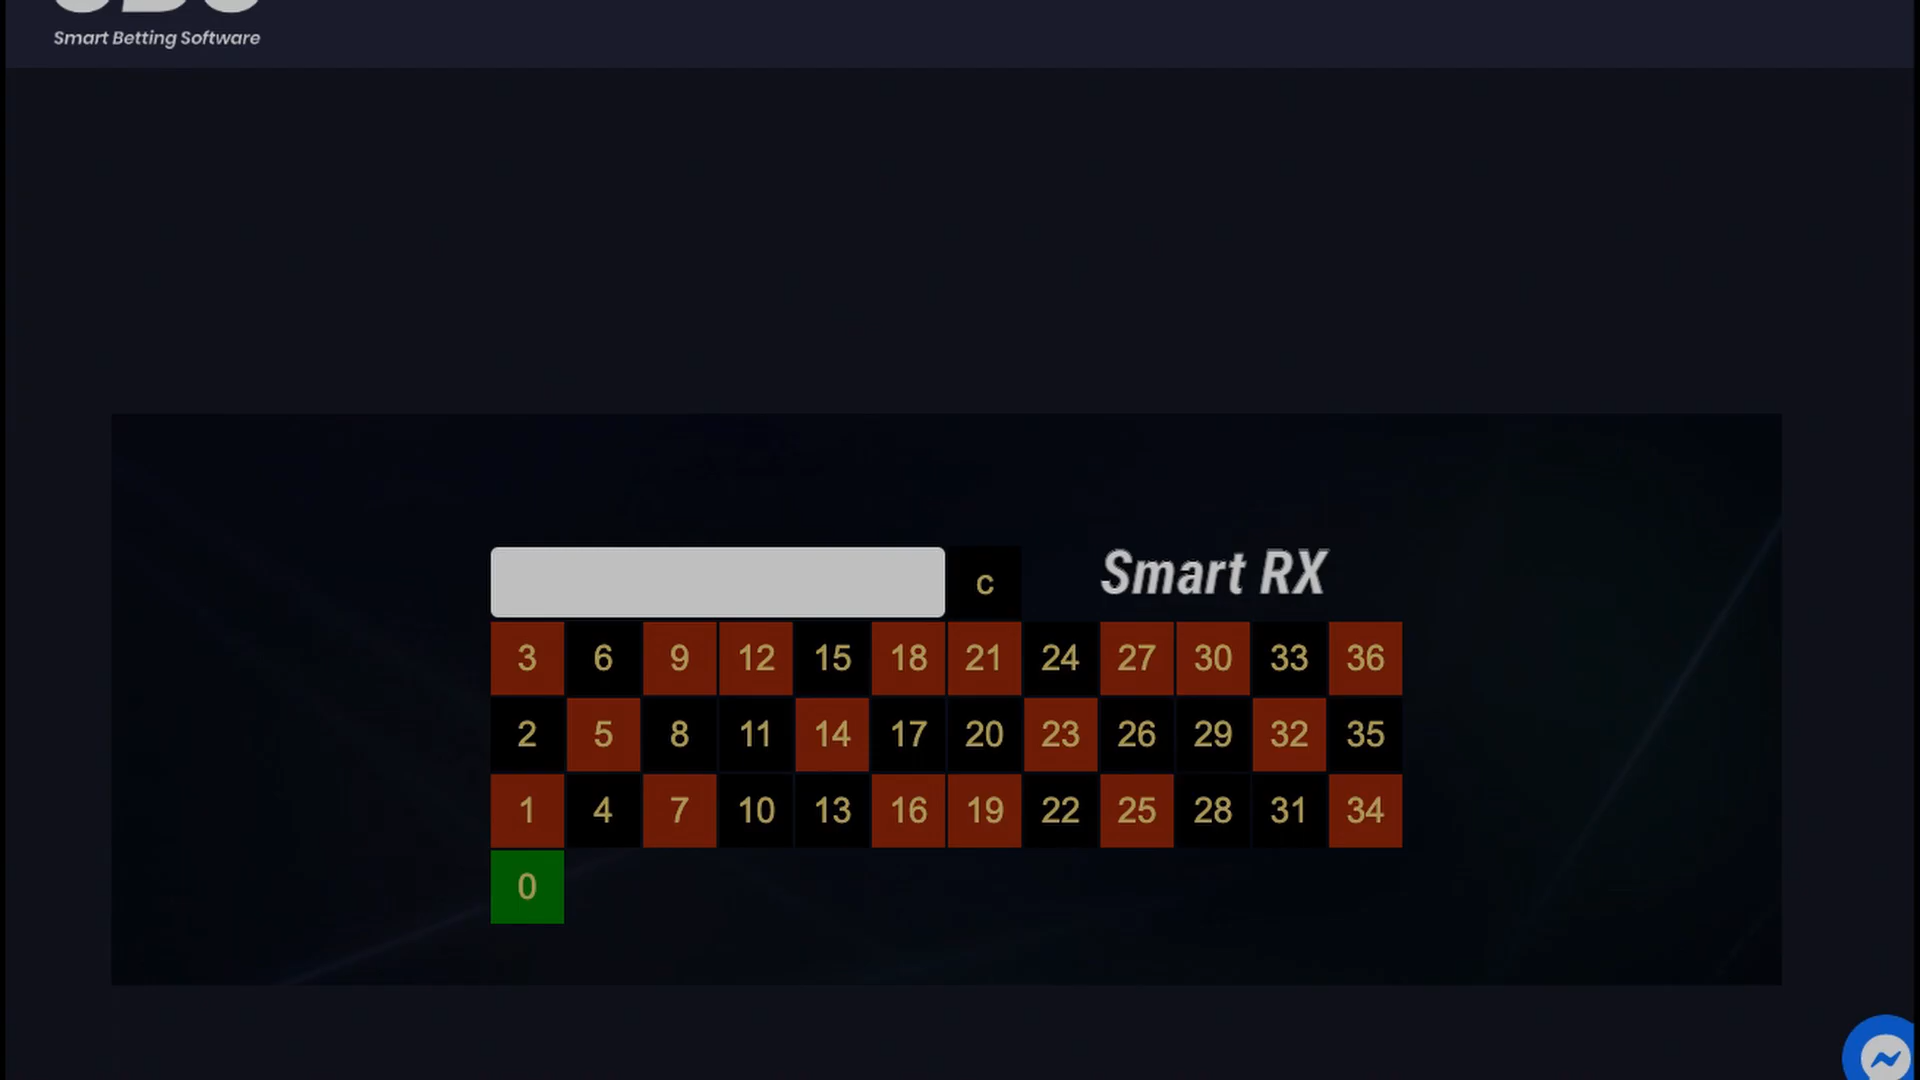 Smart Betting Software
c
Smart RX
3 6 9 12 15 18 21 24 27 30 33 36
2 5 8 11 14 17 20 23 26 29 32 35
1 4 7 10 13 16 19 22 25 28 31 34
0